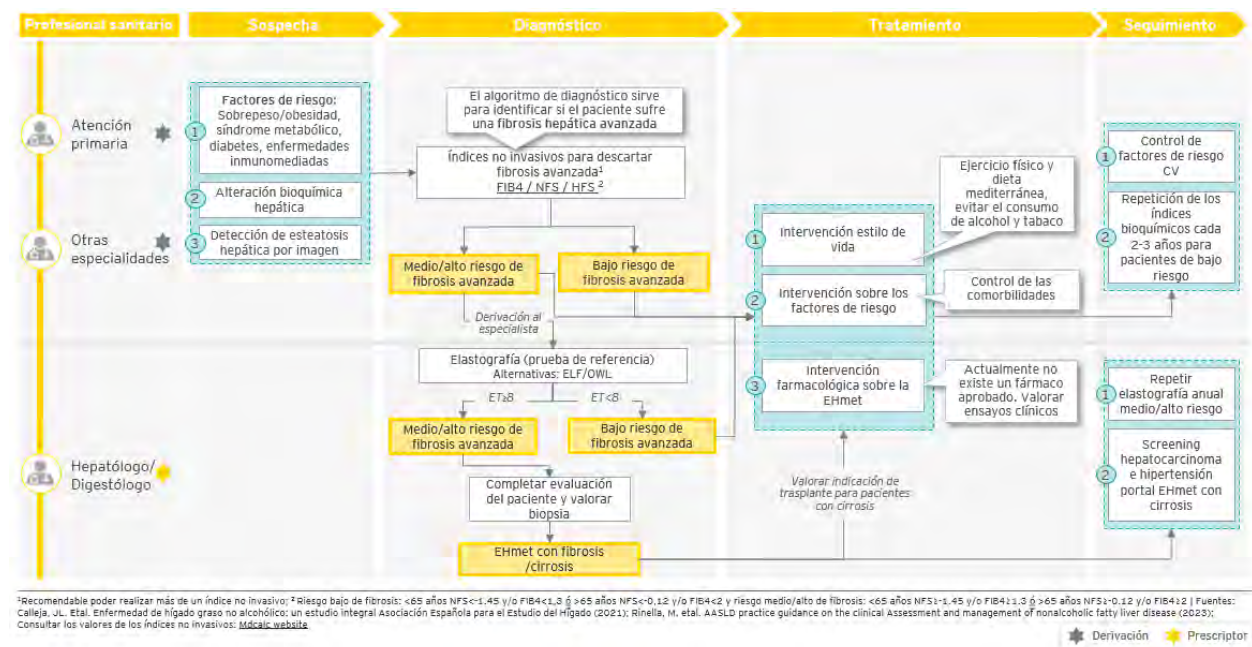 Profesional sanitario
Sospecha
Diagnóstico
Tratamiento
Seguimiento
Atención
primaria
Otras
especialidades
Hepatólogo/
Digestólogo
1
Factores de riesgo:
Sobrepeso/obesidad,
síndrome metabólico,
diabetes, enfermedades
inmunomediadas
2
Alteración bioquímica
hepática
3
Detección de esteatosis
hepática por imagen
El algoritmo de diagnóstico sirve
para identificar si el paciente sufre
una fibrosis hepática avanzada
Índices no invasivos para descartar
fibrosis avanzada¹
FIB4 / NFS / HFS ²
Medio/alto riesgo de
fibrosis avanzada
Bajo riesgo de
fibrosis avanzada
Derivación al
especialista
Elastografía (prueba de referencia)
Alternativas: ELF/OWL
ET≥8
ET<8
Medio/alto riesgo de
fibrosis avanzada
Bajo riesgo de
fibrosis avanzada
Completar evaluación
del paciente y valorar
biopsia
EHmet con fibrosis
/cirrosis
Ejercicio físico y
dieta
mediterránea,
evitar el consumo
de alcohol y tabaco
1
Intervención estilo de
vida
2
Intervención sobre los
factores de riesgo
Control de las
comorbilidades
3
Intervención
farmacológica sobre la
EHmet
Actualmente no
existe un fármaco
aprobado. Valorar
ensayos clínicos
Valorar indicación de
trasplante para pacientes
con cirrosis
1
Control de
factores de riesgo
CV
2
Repetición de los
índices
bioquímicos cada
2-3 años para
pacientes de bajo
riesgo
1
Repetir
elastografía anual
medio/alto riesgo
2
Screening
hepatocarcinoma
e hipertensión
portal EHmet con
cirrosis
¹Recomendable poder realizar más de un índice no invasivo; ² Riesgo bajo de fibrosis: <65 años NFS<-1,45 y/o FIB4<1,3 ó >65 años NFS<-0,12 y/o FIB4<2 y riesgo medio/alto de fibrosis: <65 años NFS≥-1,45 y/o FIB4≥1,3 ó >65 años NFS≥-0,12 y/o FIB4≥2 | Fuentes:
Calleja, JL. Etal. Enfermedad de hígado graso no alcohólico: un estudio integral Asociación Española para el Estudio del Hígado (2021); Rinella, M. etal. AASLD practice guidance on the clinical Assessment and management of nonalcoholic fatty liver disease (2023);
Consultar los valores de los índices no invasivos: Mdcalc website
Derivación
Prescriptor